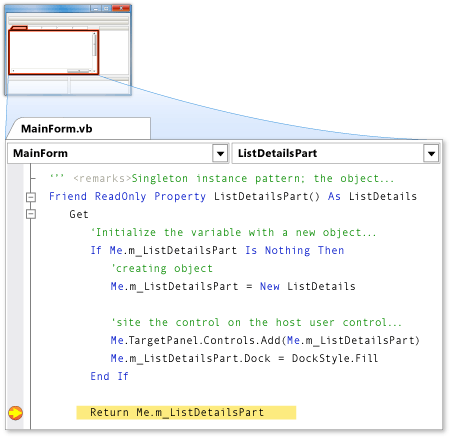 MainForm.vb
MainForm ListDetailsPart
''' <remarks>Singleton instance pattern; the object...
Friend ReadOnly Property ListDetailsPart() As ListDetails
Get
'Initialize the variable with a new object...
If Me.m_ListDetailsPart Is Nothing Then
'creating object
Me.m_ListDetailsPart = New ListDetails
'site the control on the host user control...
Me.TargetPanel.Controls.Add(Me.m_ListDetailsPart)
Me.m_ListDetailsPart.Dock = DockStyle.Fill
End If
Return Me.m_ListDetailsPart